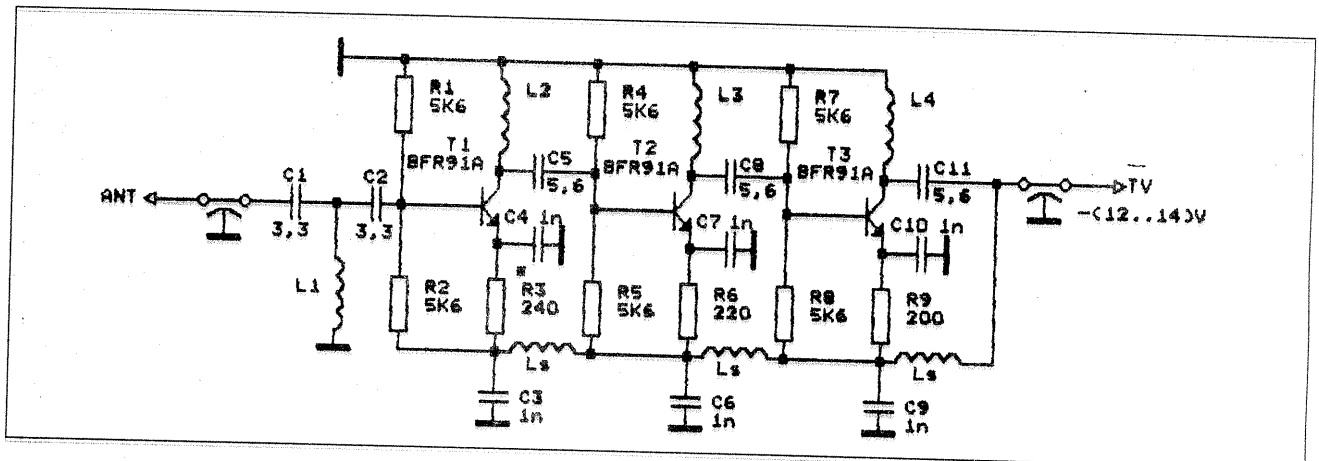 R1
5K6
L2
R4
5K6
L3
R7
5K6
L4
T1
BFR91A
C5
5,6
T2
BFR91A
C8
5,6
T3
BFR91A
C11
5,6
ANT
C1
3,3
C2
3,3
C4 1n
C7 1n
C10 1n
TV
-(12..14)V
L1
R2
5K6
*
R3
240
R5
5K6
R6
220
R8
5K6
R9
200
Ls
Ls
Ls
C3
1n
C6
1n
C9
1n